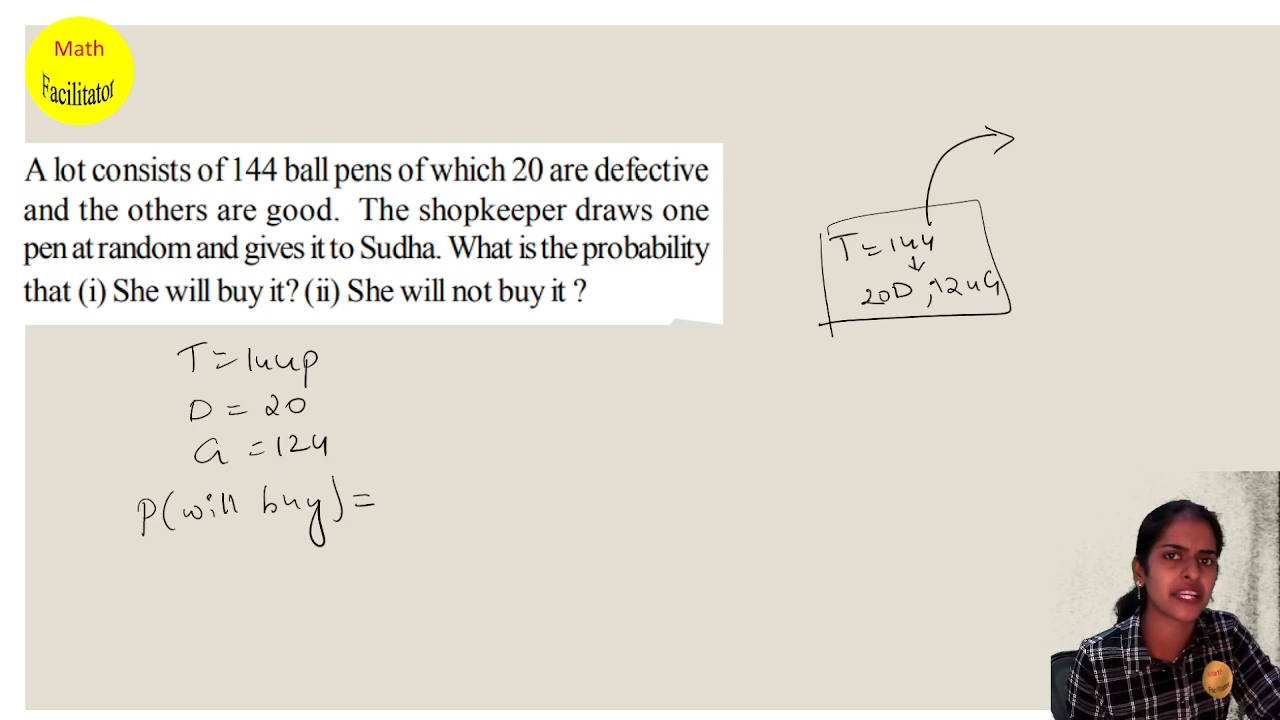 Math
Facilitator
A lot consists of 144 ball pens of which 20 are defective
and the others are good. The shopkeeper draws one
pen at random and gives it to Sudha. What is the probability
that (i) She will buy it? (ii) She will not buy it ?
T = 144
20D, 124G
T = 144p
D = 20
G = 124
P(will buy) =
Math
Facilitator